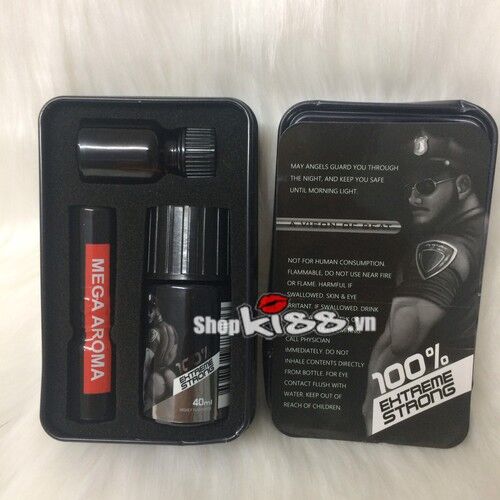 MAY ANGELS GUARD YOU THROUGH
THE NIGHT, AND KEEP YOU SAFE
UNTIL MORNING LIGHT.
NOT FOR HUMAN CONSUMPTION.
FLAMMABLE, DO NOT USE NEAR FIRE
OR FLAME. HARMFUL IF
SWALLOWED. SKIN & EYE
IRRITANT. IF SWALLOWED, DRINK
CALL PHYSICIAN
IMMEDIATELY. DO NOT
INHALE CONTENTS DIRECTLY
FROM BOTTLE. FOR EYE
CONTACT FLUSH WITH
WATER. KEEP OUT OF
REACH OF CHILDREN
100%
EXTREME
STRONG
MEGA AROMA
100%
EXTREME
STRONG
40ml
ShopKiss.vn